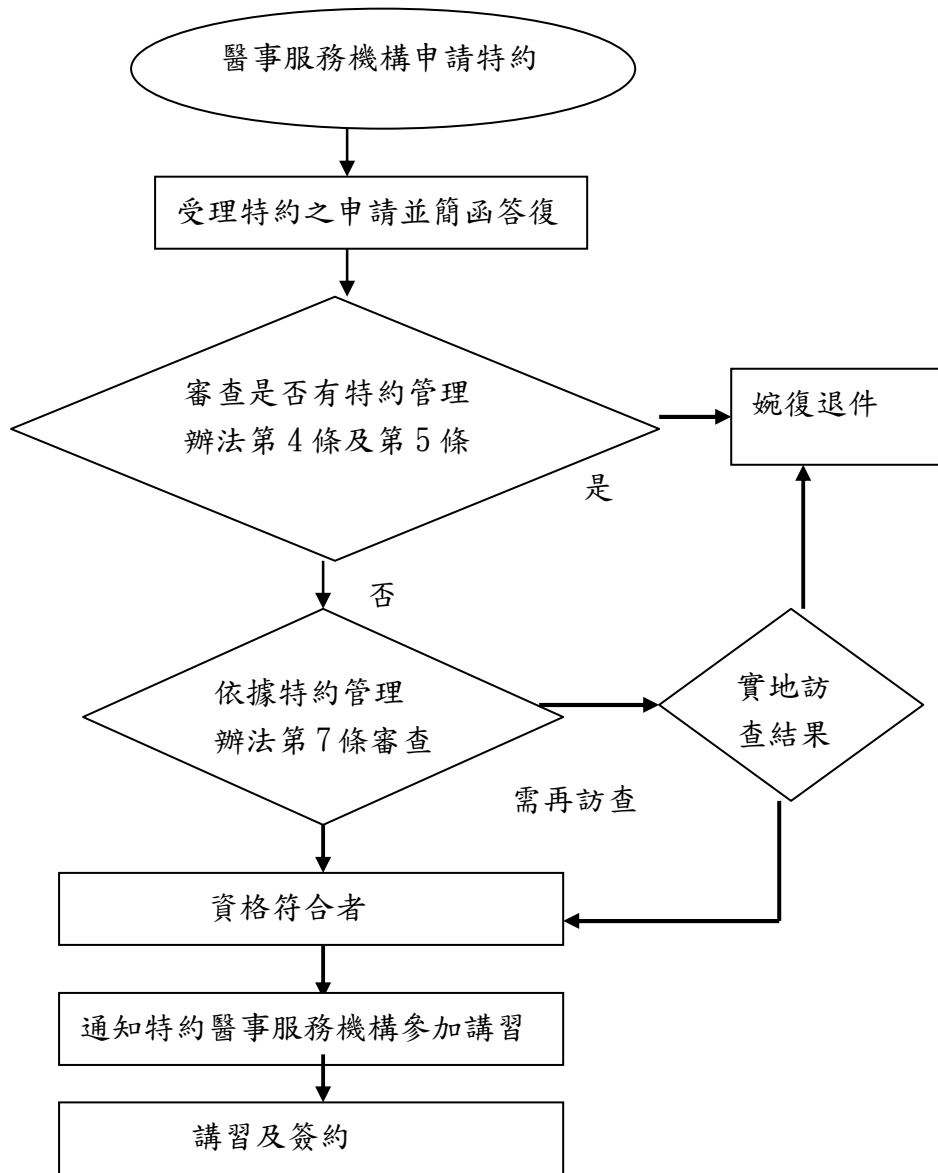 醫事服務機構申請特約
受理特約之申請並簡函答復
審查是否有特約管理
辦法第4條及第5條
婉復退件
是
否
依據特約管理
辦法第7條審查
實地訪
查結果
需再訪查
資格符合者
通知特約醫事服務機構參加講習
講習及簽約